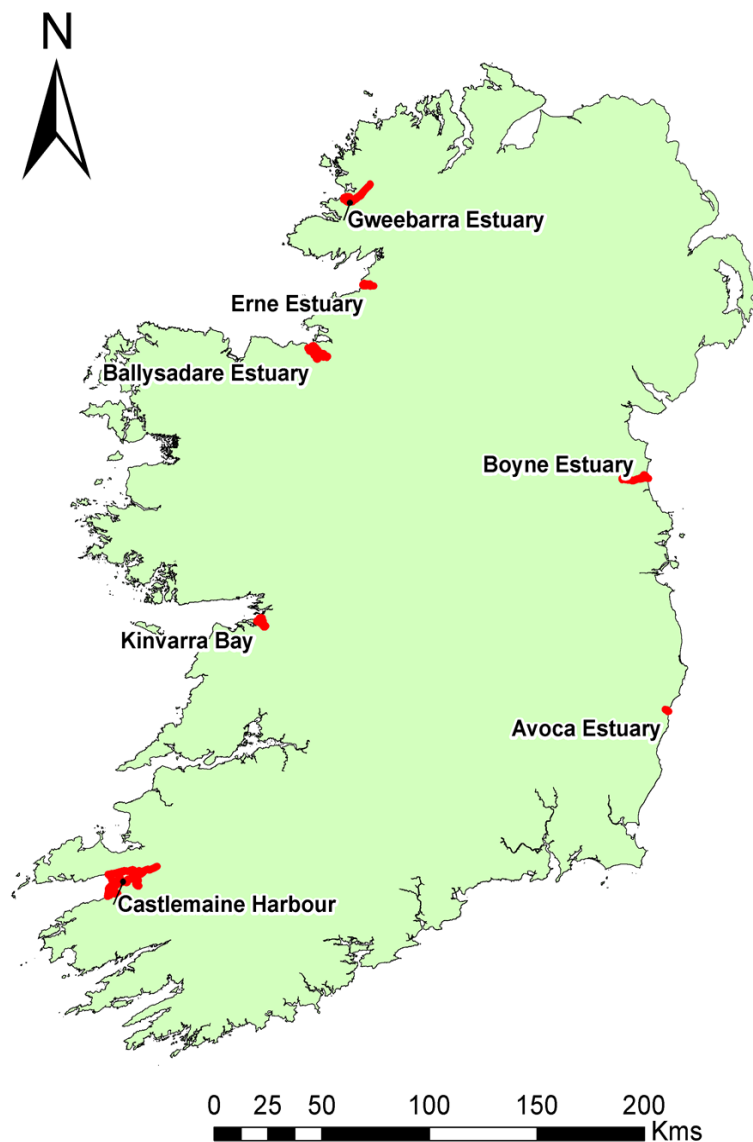 N
Gweebarra Estuary
Erne Estuary
Ballysadare Estuary
Boyne Estuary
Kinvarra Bay
Avoca Estuary
Castlemaine Harbour
0 25 50 100 150 200
Kms